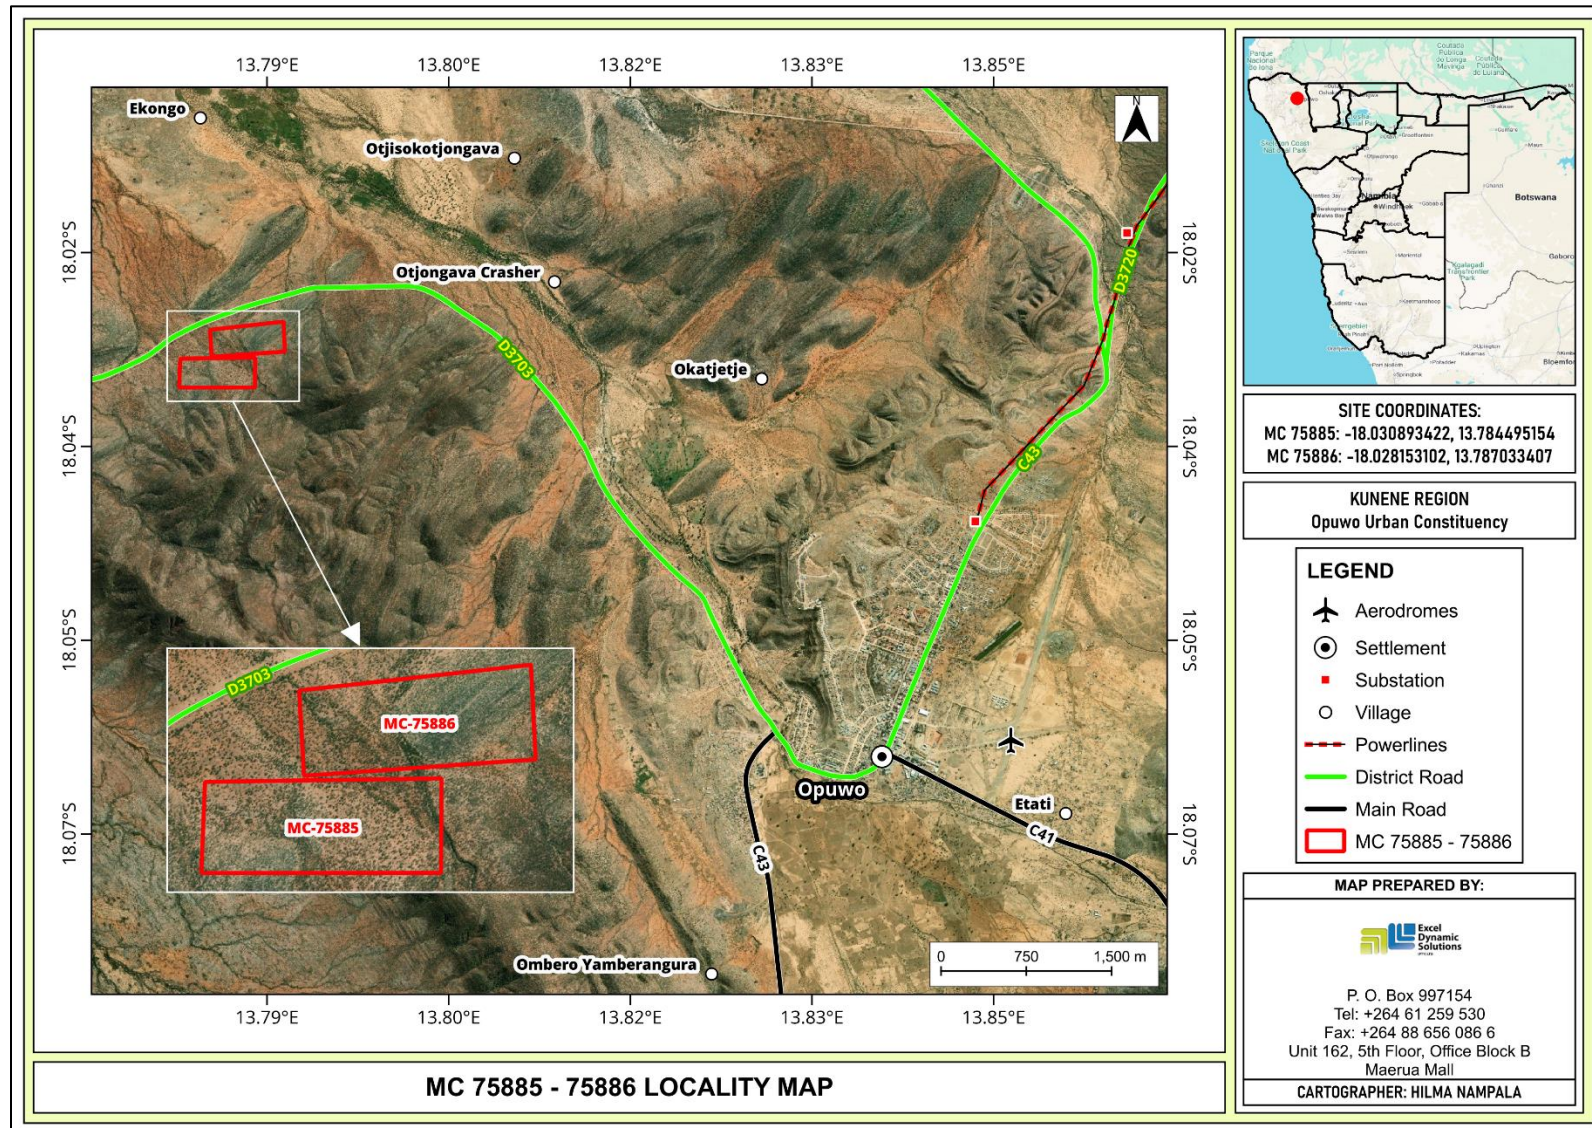 13.79°E
13.80°E
13.82°E
13.83°E
13.85°E
N
Ekongo
Otjisokotjongava
Otjongava Crasher
Okatjetje
D3720
D3703
C43
18.02°S
18.02°S
18.04°S
18.04°S
18.05°S
18.05°S
18.07°S
18.07°S
D3703
MC-75886
MC-75885
Opuwo
Etati
C41
C43
Ombero Yamberangura
0
750
1,500 m
13.79°E
13.80°E
13.82°E
13.83°E
13.85°E
MC 75885 - 75886 LOCALITY MAP
Botswana
Namibia
Windhoek
SITE COORDINATES:
MC 75885: -18.030893422, 13.784495154
MC 75886: -18.028153102, 13.787033407
KUNENE REGION
Opuwo Urban Constituency
LEGEND
Aerodromes
Settlement
Substation
Village
Powerlines
District Road
Main Road
MC 75885 - 75886
MAP PREPARED BY:
Excel
Dynamic
Solutions
P. O. Box 997154
Tel: +264 61 259 530
Fax: +264 88 656 086 6
Unit 162, 5th Floor, Office Block B
Maerua Mall
CARTOGRAPHER: HILMA NAMPALA